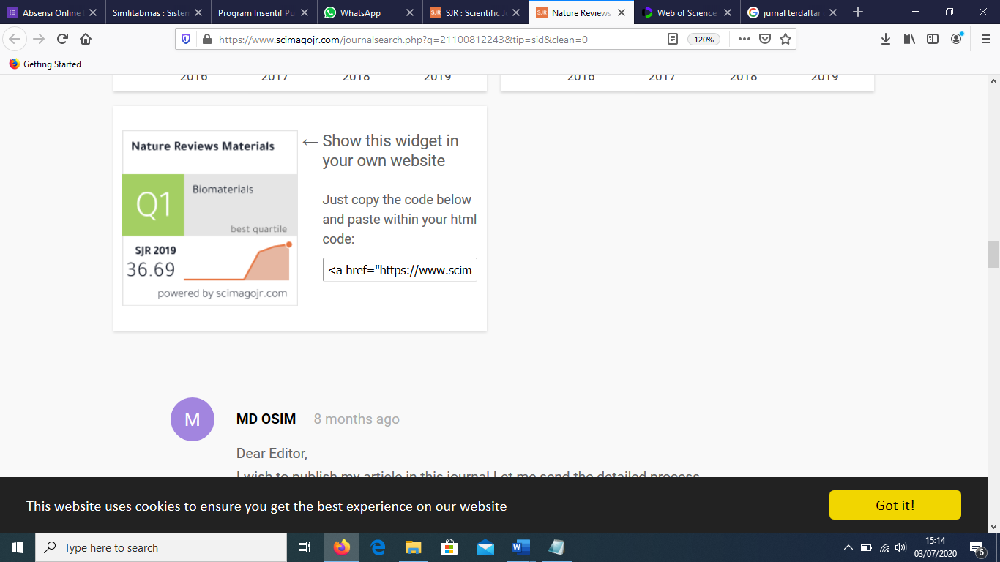 Absensi Online
Simlitabmas : Sistem
Program Insentif Pu
WhatsApp
SJR SJR : Scientific Jo
SJR Nature Reviews
Web of Science
jurnal terdaftar
https://www.scimagojr.com/journalsearch.php?q=21100812243&tip=sid&clean=0
120%
Getting Started
2016 2017 2018 2019
2016 2017 2018 2019
Nature Reviews Materials
Q1
Biomaterials
best quartile
SJR 2019
36.69
powered by scimagojr.com
← Show this widget in
your own website
Just copy the code below
and paste within your html
code:
<a href="https://www.scim
M
MD OSIM 8 months ago
Dear Editor,
I wish to publish my article in this journal Let me send the detailed process
This website uses cookies to ensure you get the best experience on our website
Got it!
Type here to search
15:14
03/07/2020
6